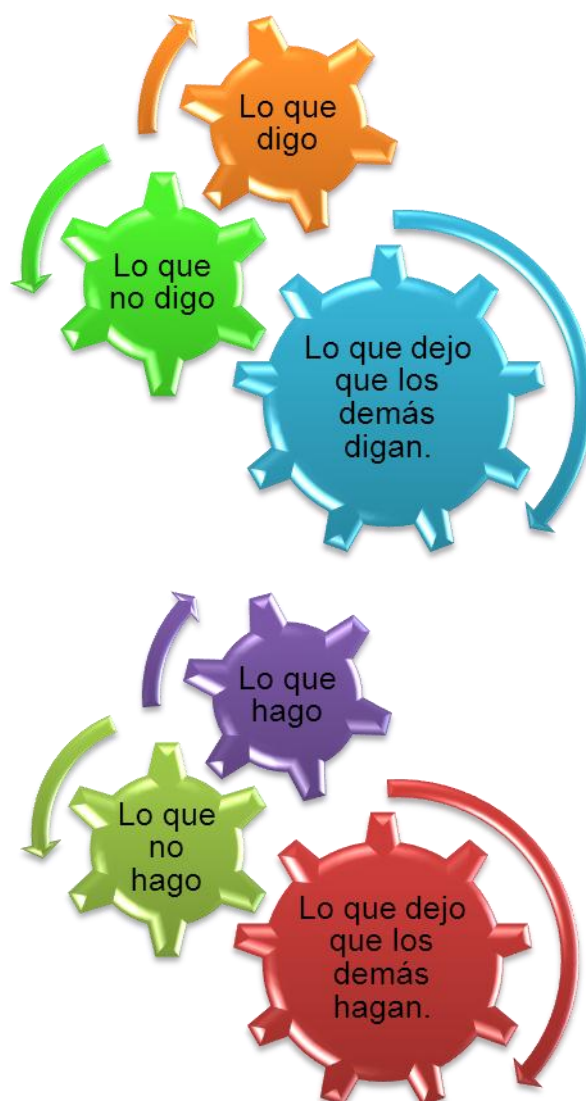 Lo que
digo
Lo que
no digo
Lo que dejo
que los
demás
digan.
Lo que
hago
Lo que
no
hago
Lo que dejo
que los
demás
hagan.